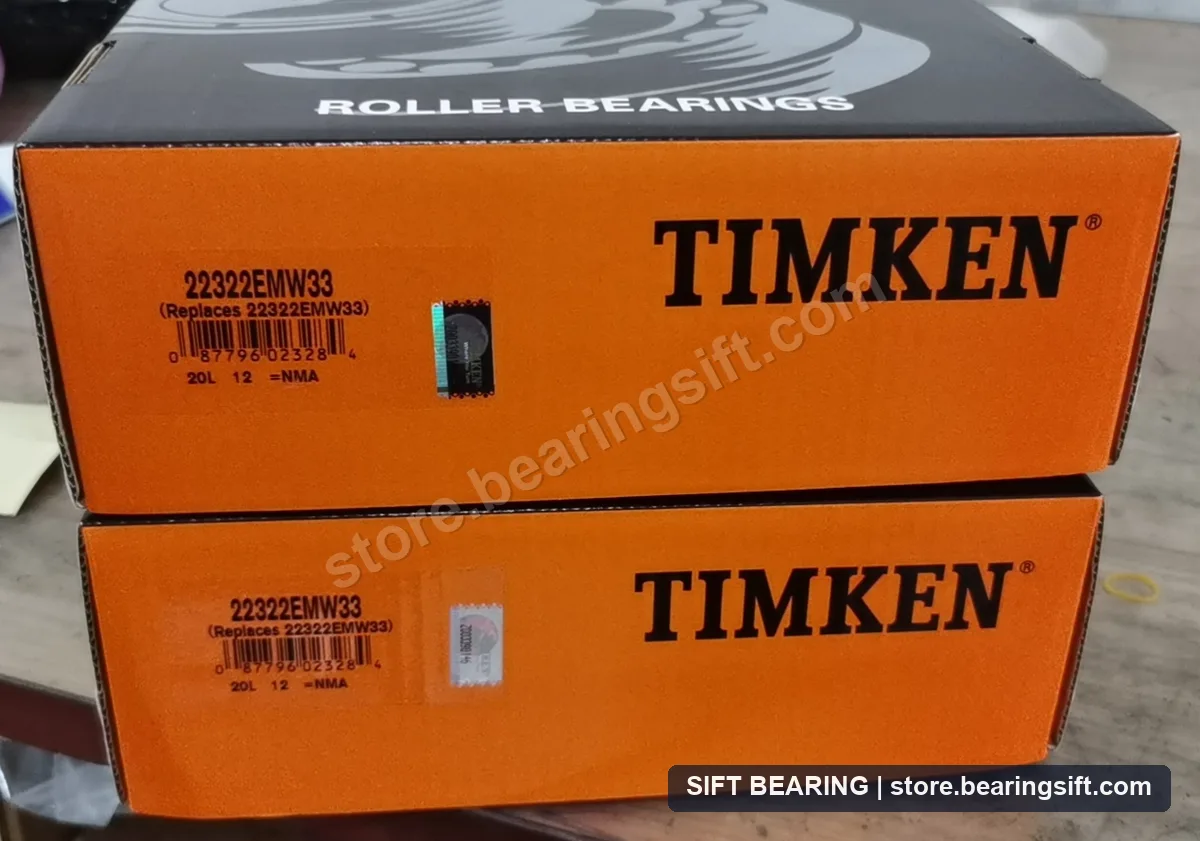 ROLLER BEARINGS
TIMKEN®
22322EMW33
(Replaces 22322EMW33)
0 87796 02328 4
20L 12 =NMA
store.bearingsift.com
TIMKEN®
22322EMW33
(Replaces 22322EMW33)
0 87796 02328 4
20L 12 =NMA
SIFT BEARING | store.bearingsift.com